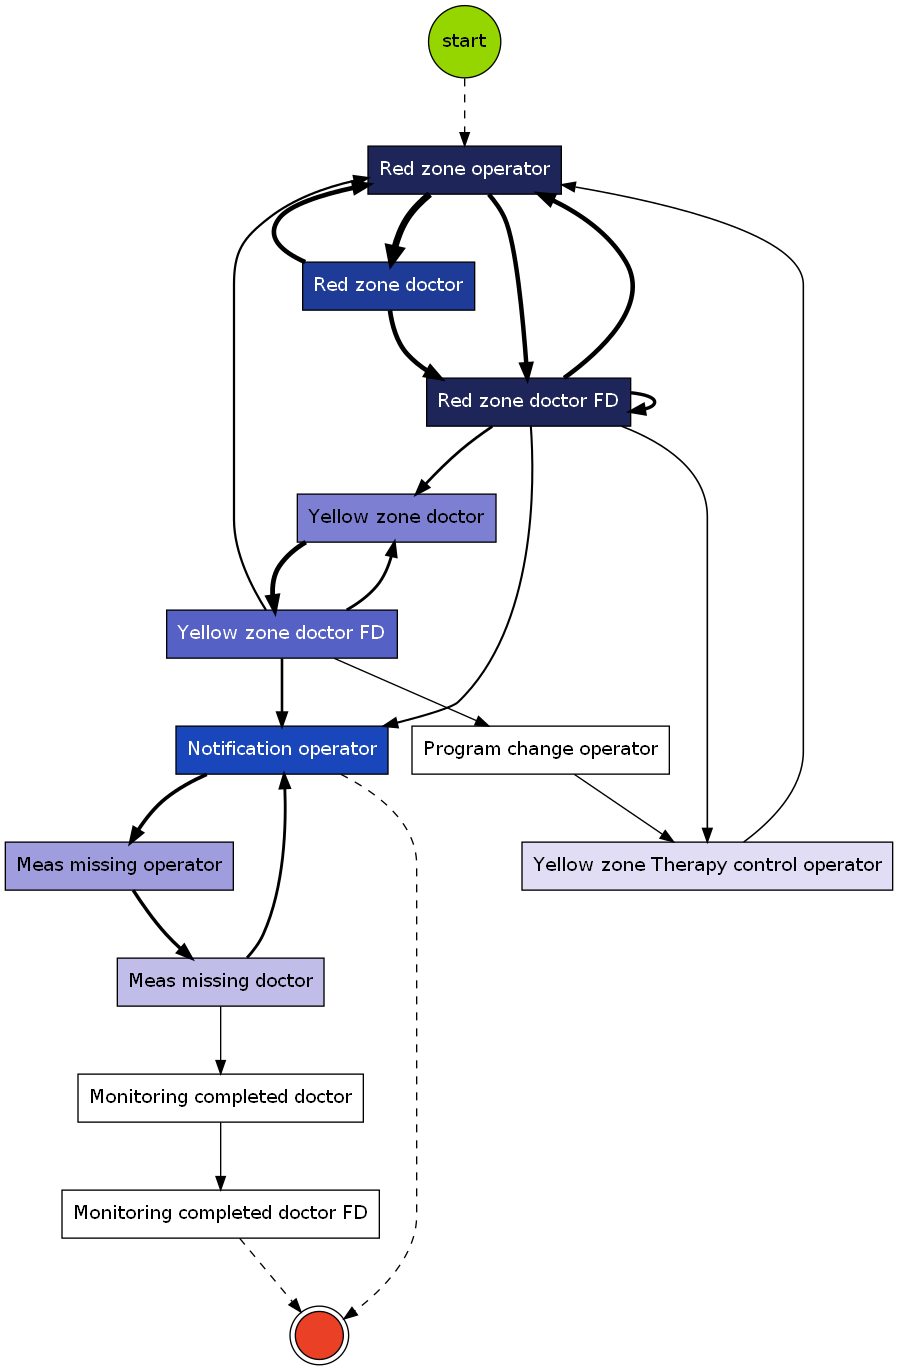 start
Red zone operator
Red zone doctor
Red zone doctor FD
Yellow zone doctor
Yellow zone doctor FD
Notification operator
Program change operator
Meas missing operator
Yellow zone Therapy control operator
Meas missing doctor
Monitoring completed doctor
Monitoring completed doctor FD